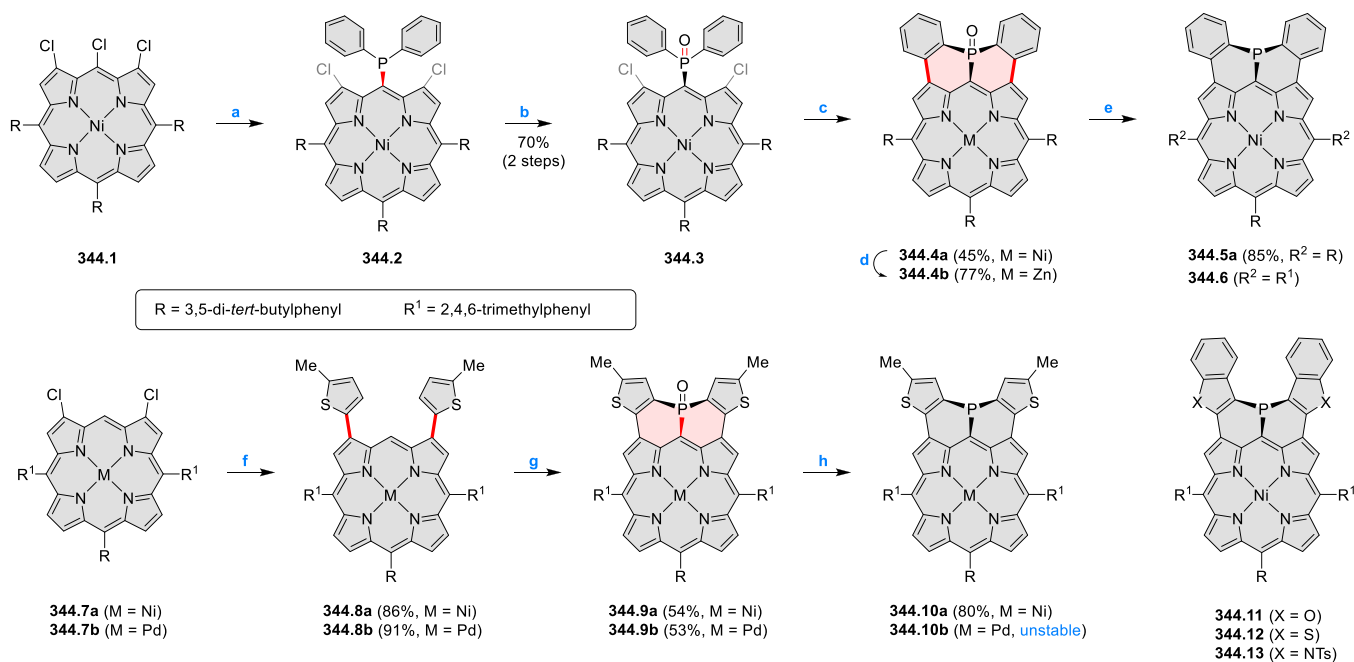 Cl Cl Cl
N N
R Ni R
N N
R
344.1
a
P
Cl Cl
N N
R Ni R
N N
R
344.2
b
70%
(2 steps)
O
P
Cl Cl
N N
R Ni R
N N
R
344.3
c
O
P
N N
R M R
N N
R
d
344.4a (45%, M = Ni)
344.4b (77%, M = Zn)
e
P
N N
R² Ni R²
N N
R
344.5a (85%, R² = R)
344.6 (R² = R¹)
R = 3,5-di-tert-butylphenyl R¹ = 2,4,6-trimethylphenyl
Cl Cl
N N
R¹ M R¹
N N
R
344.7a (M = Ni)
344.7b (M = Pd)
f
Me Me
S S
N N
R¹ M R¹
N N
R
344.8a (86%, M = Ni)
344.8b (91%, M = Pd)
g
Me Me
O
S P S
N N
R¹ M R¹
N N
R
344.9a (54%, M = Ni)
344.9b (53%, M = Pd)
h
Me Me
S P S
N N
R¹ M R¹
N N
R
344.10a (80%, M = Ni)
344.10b (M = Pd, unstable)
X P X
N N
R¹ Ni R¹
N N
R
344.11 (X = O)
344.12 (X = S)
344.13 (X = NTs)